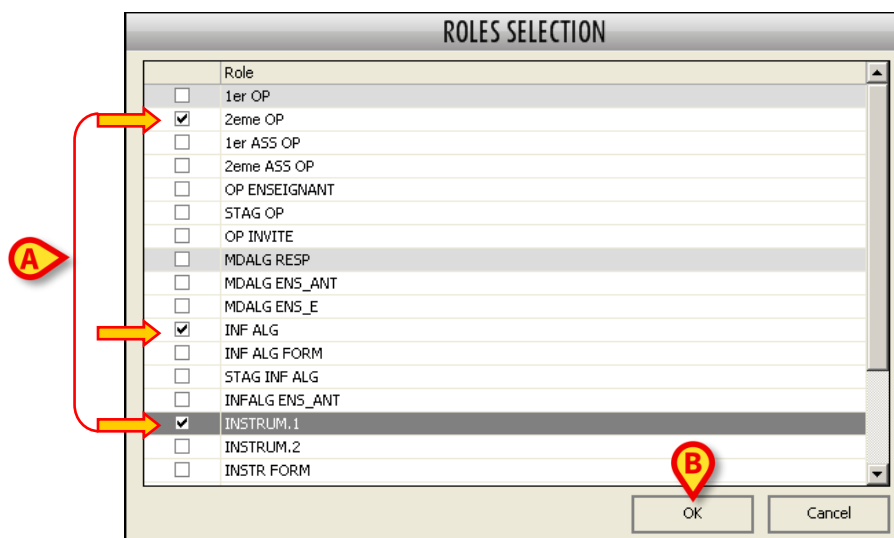 ROLES SELECTION
Role
1er OP
2eme OP
1er ASS OP
2eme ASS OP
OP ENSEIGNANT
STAG OP
OP INVITE
A
MDALG RESP
MDALG ENS_ANT
MDALG ENS_E
INF ALG
INF ALG FORM
STAG INF ALG
INFALG ENS_ANT
INSTRUM.1
INSTRUM.2
INSTR FORM
B
OK Cancel